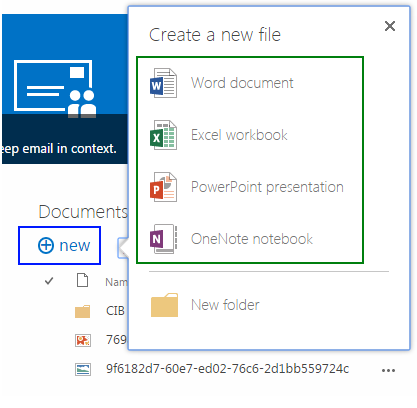 Create a new file
Word document
Excel workbook
PowerPoint presentation
OneNote notebook
New folder
eep email in context.
Documents
new
Nam
CIB
769
9f6182d7-60e7-ed02-76c6-2d1bb559724c